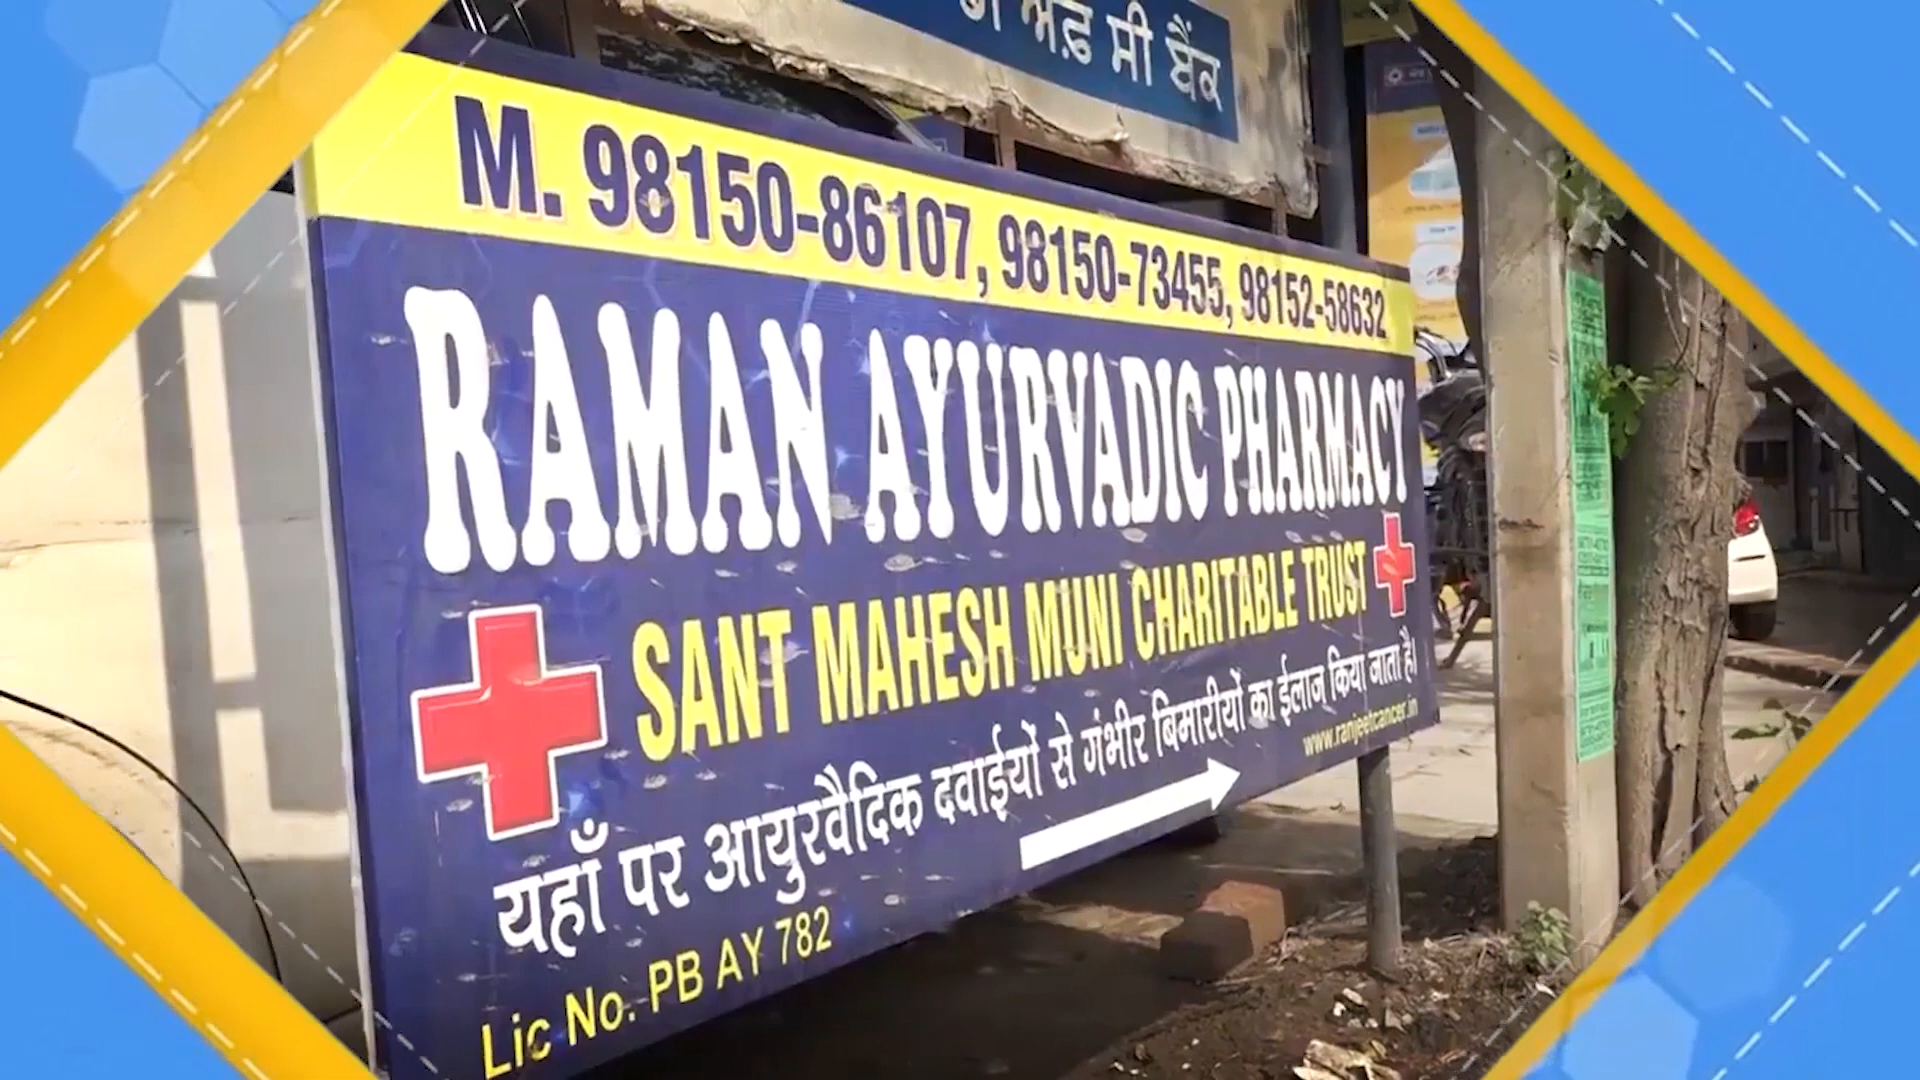 ਸੀ ਬੈਂਕ
M. 98150-86107, 98150-73455, 98152-58632
RAMAN AYURVADIC PHARMACY
SANT MAHESH MUNI CHARITABLE TRUST
यहाँ पर आयुरवैदिक दवाईयों से गंभीर बिमारीयों का ईलाज किया जाता है।
www.ranjeetcancer.in
Lic No. PB AY 782